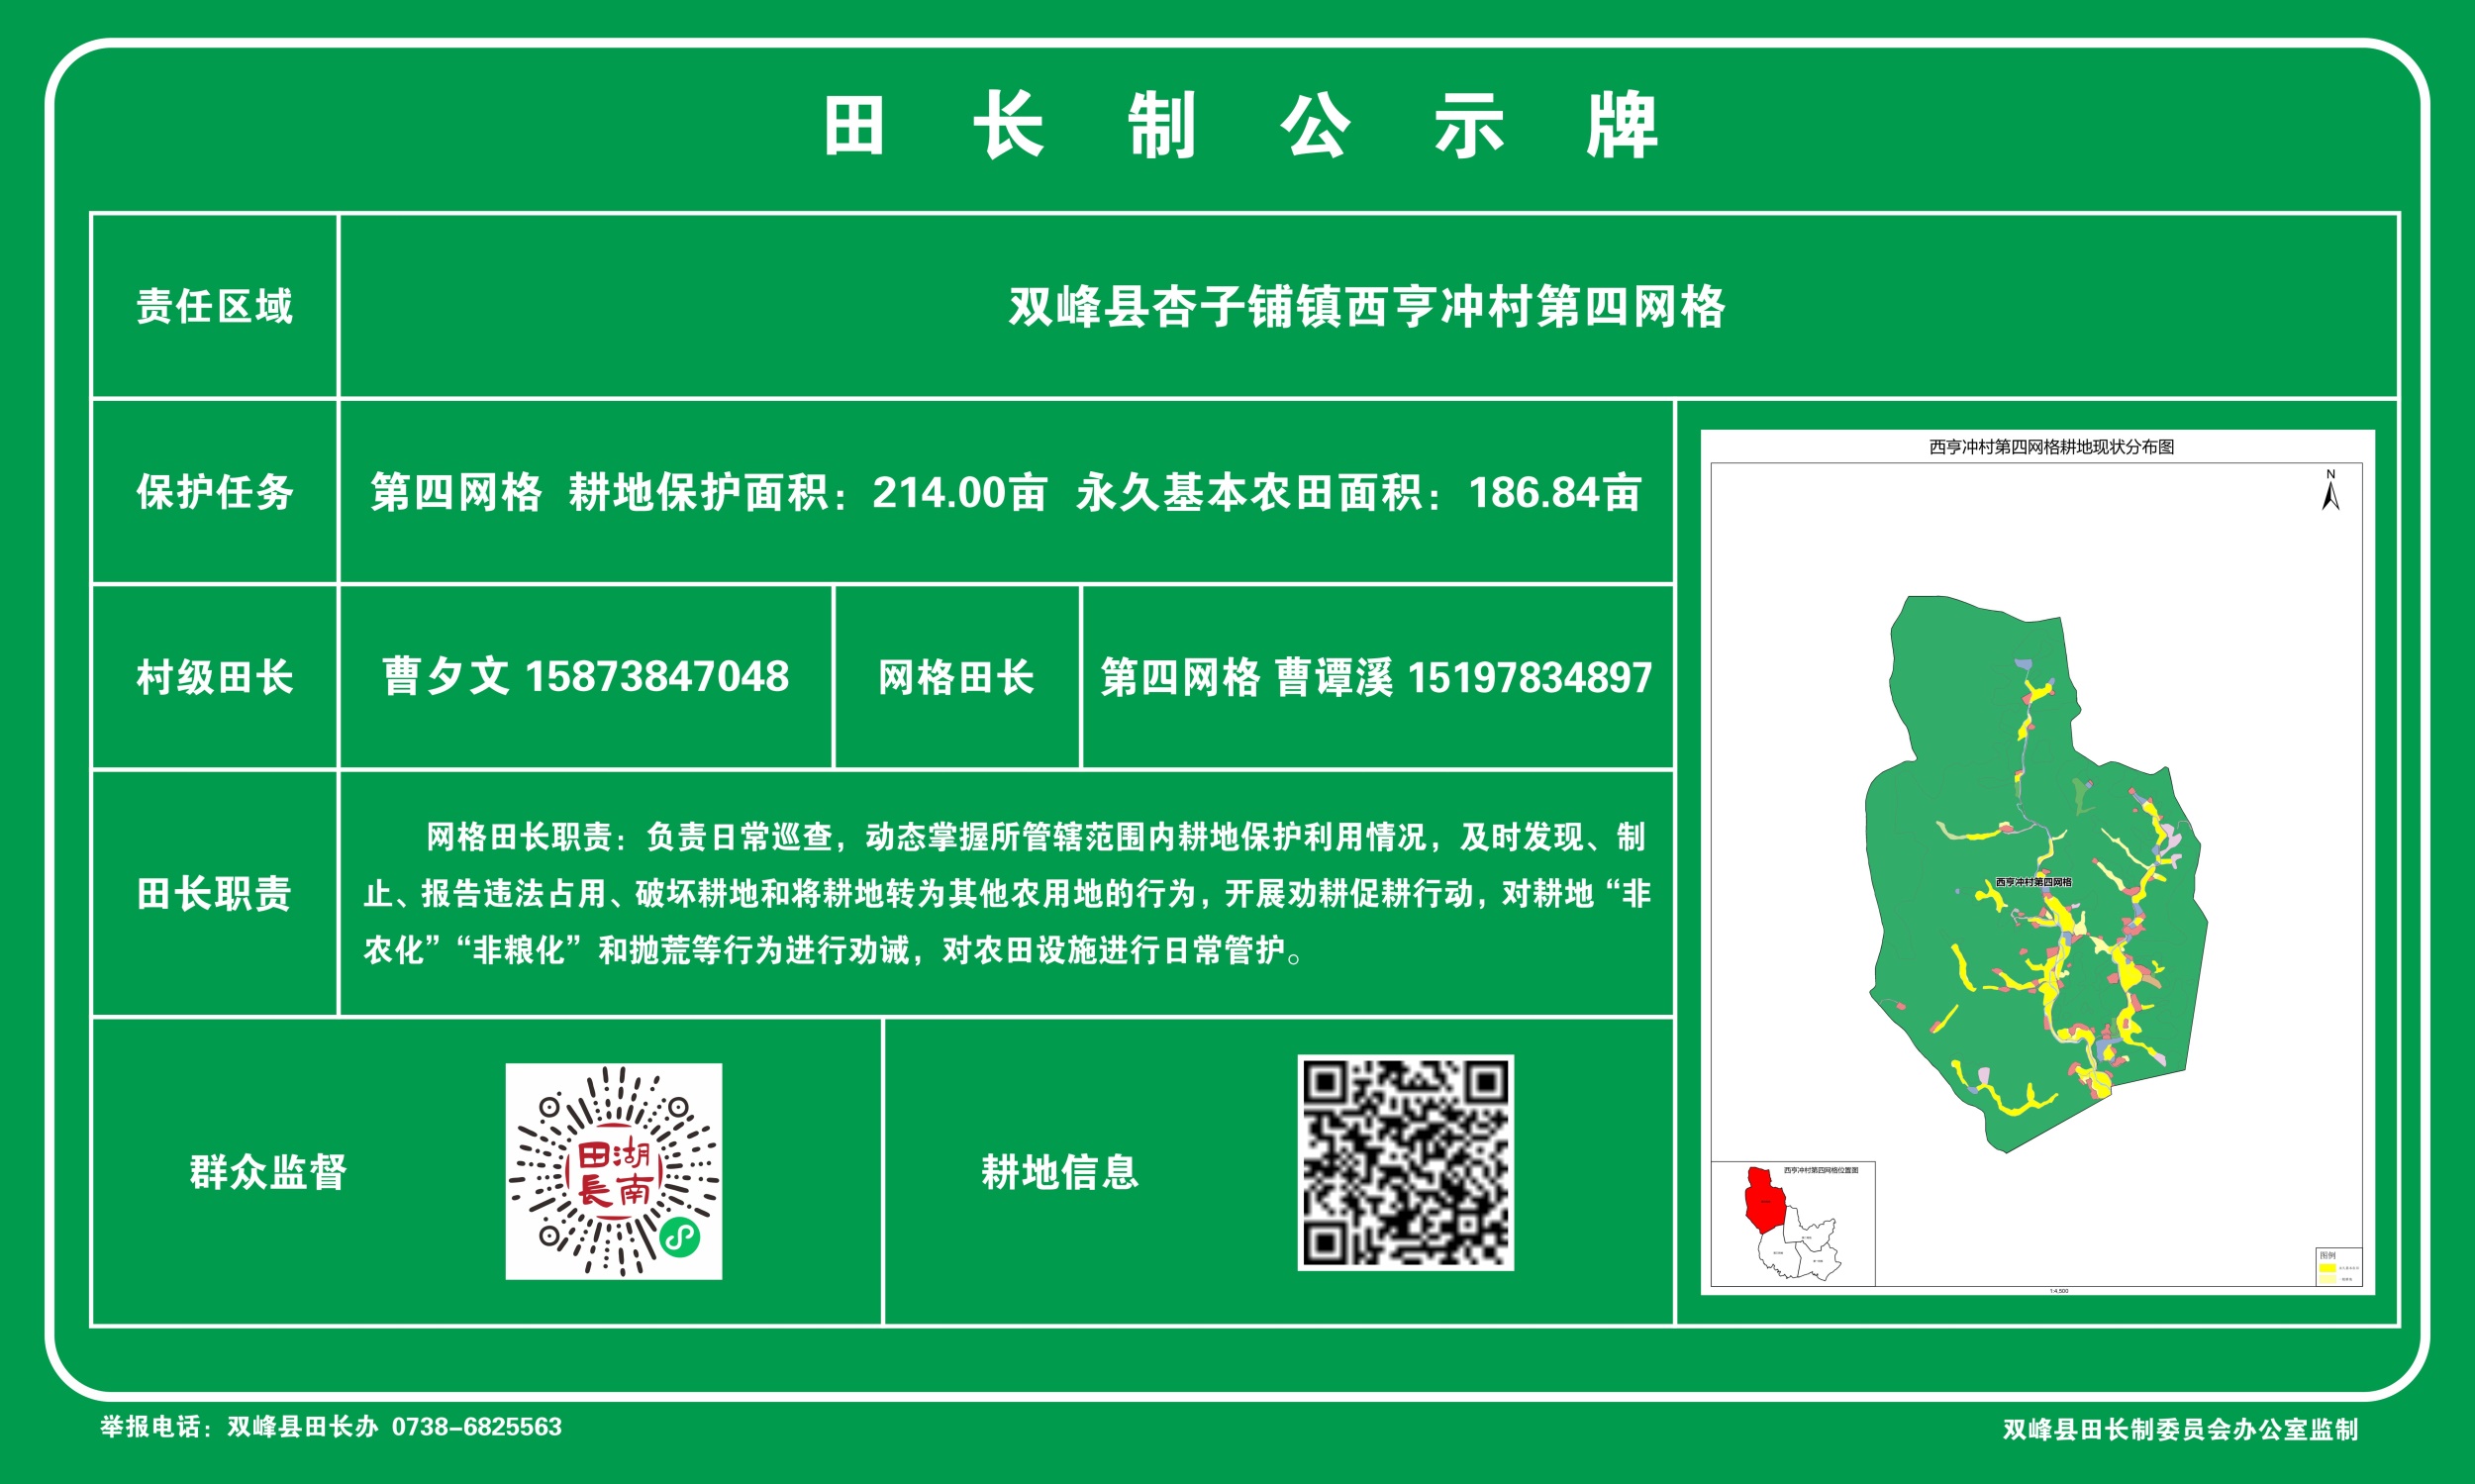 田长制公示牌
责任区域
双峰县杏子铺镇西亨冲村第四网格
保护任务
第四网格 耕地保护面积：214.00亩 永久基本农田面积：186.84亩
村级田长
曹夕文 15873847048
网格田长
第四网格 曹谭溪 15197834897
田长职责
网格田长职责：负责日常巡查，动态掌握所管辖范围内耕地保护利用情况，及时发现、制
止、报告违法占用、破坏耕地和将耕地转为其他农用地的行为，开展劝耕促耕行动，对耕地“非
农化”“非粮化”和抛荒等行为进行劝诫，对农田设施进行日常管护。
群众监督
湖南
田長
耕地信息
西亨冲村第四网格耕地现状分布图
N
西亨冲村第四网格
西亨冲村第四网格位置图
图例
1:4,500
举报电话：双峰县田长办 0738-6825563
双峰县田长制委员会办公室监制